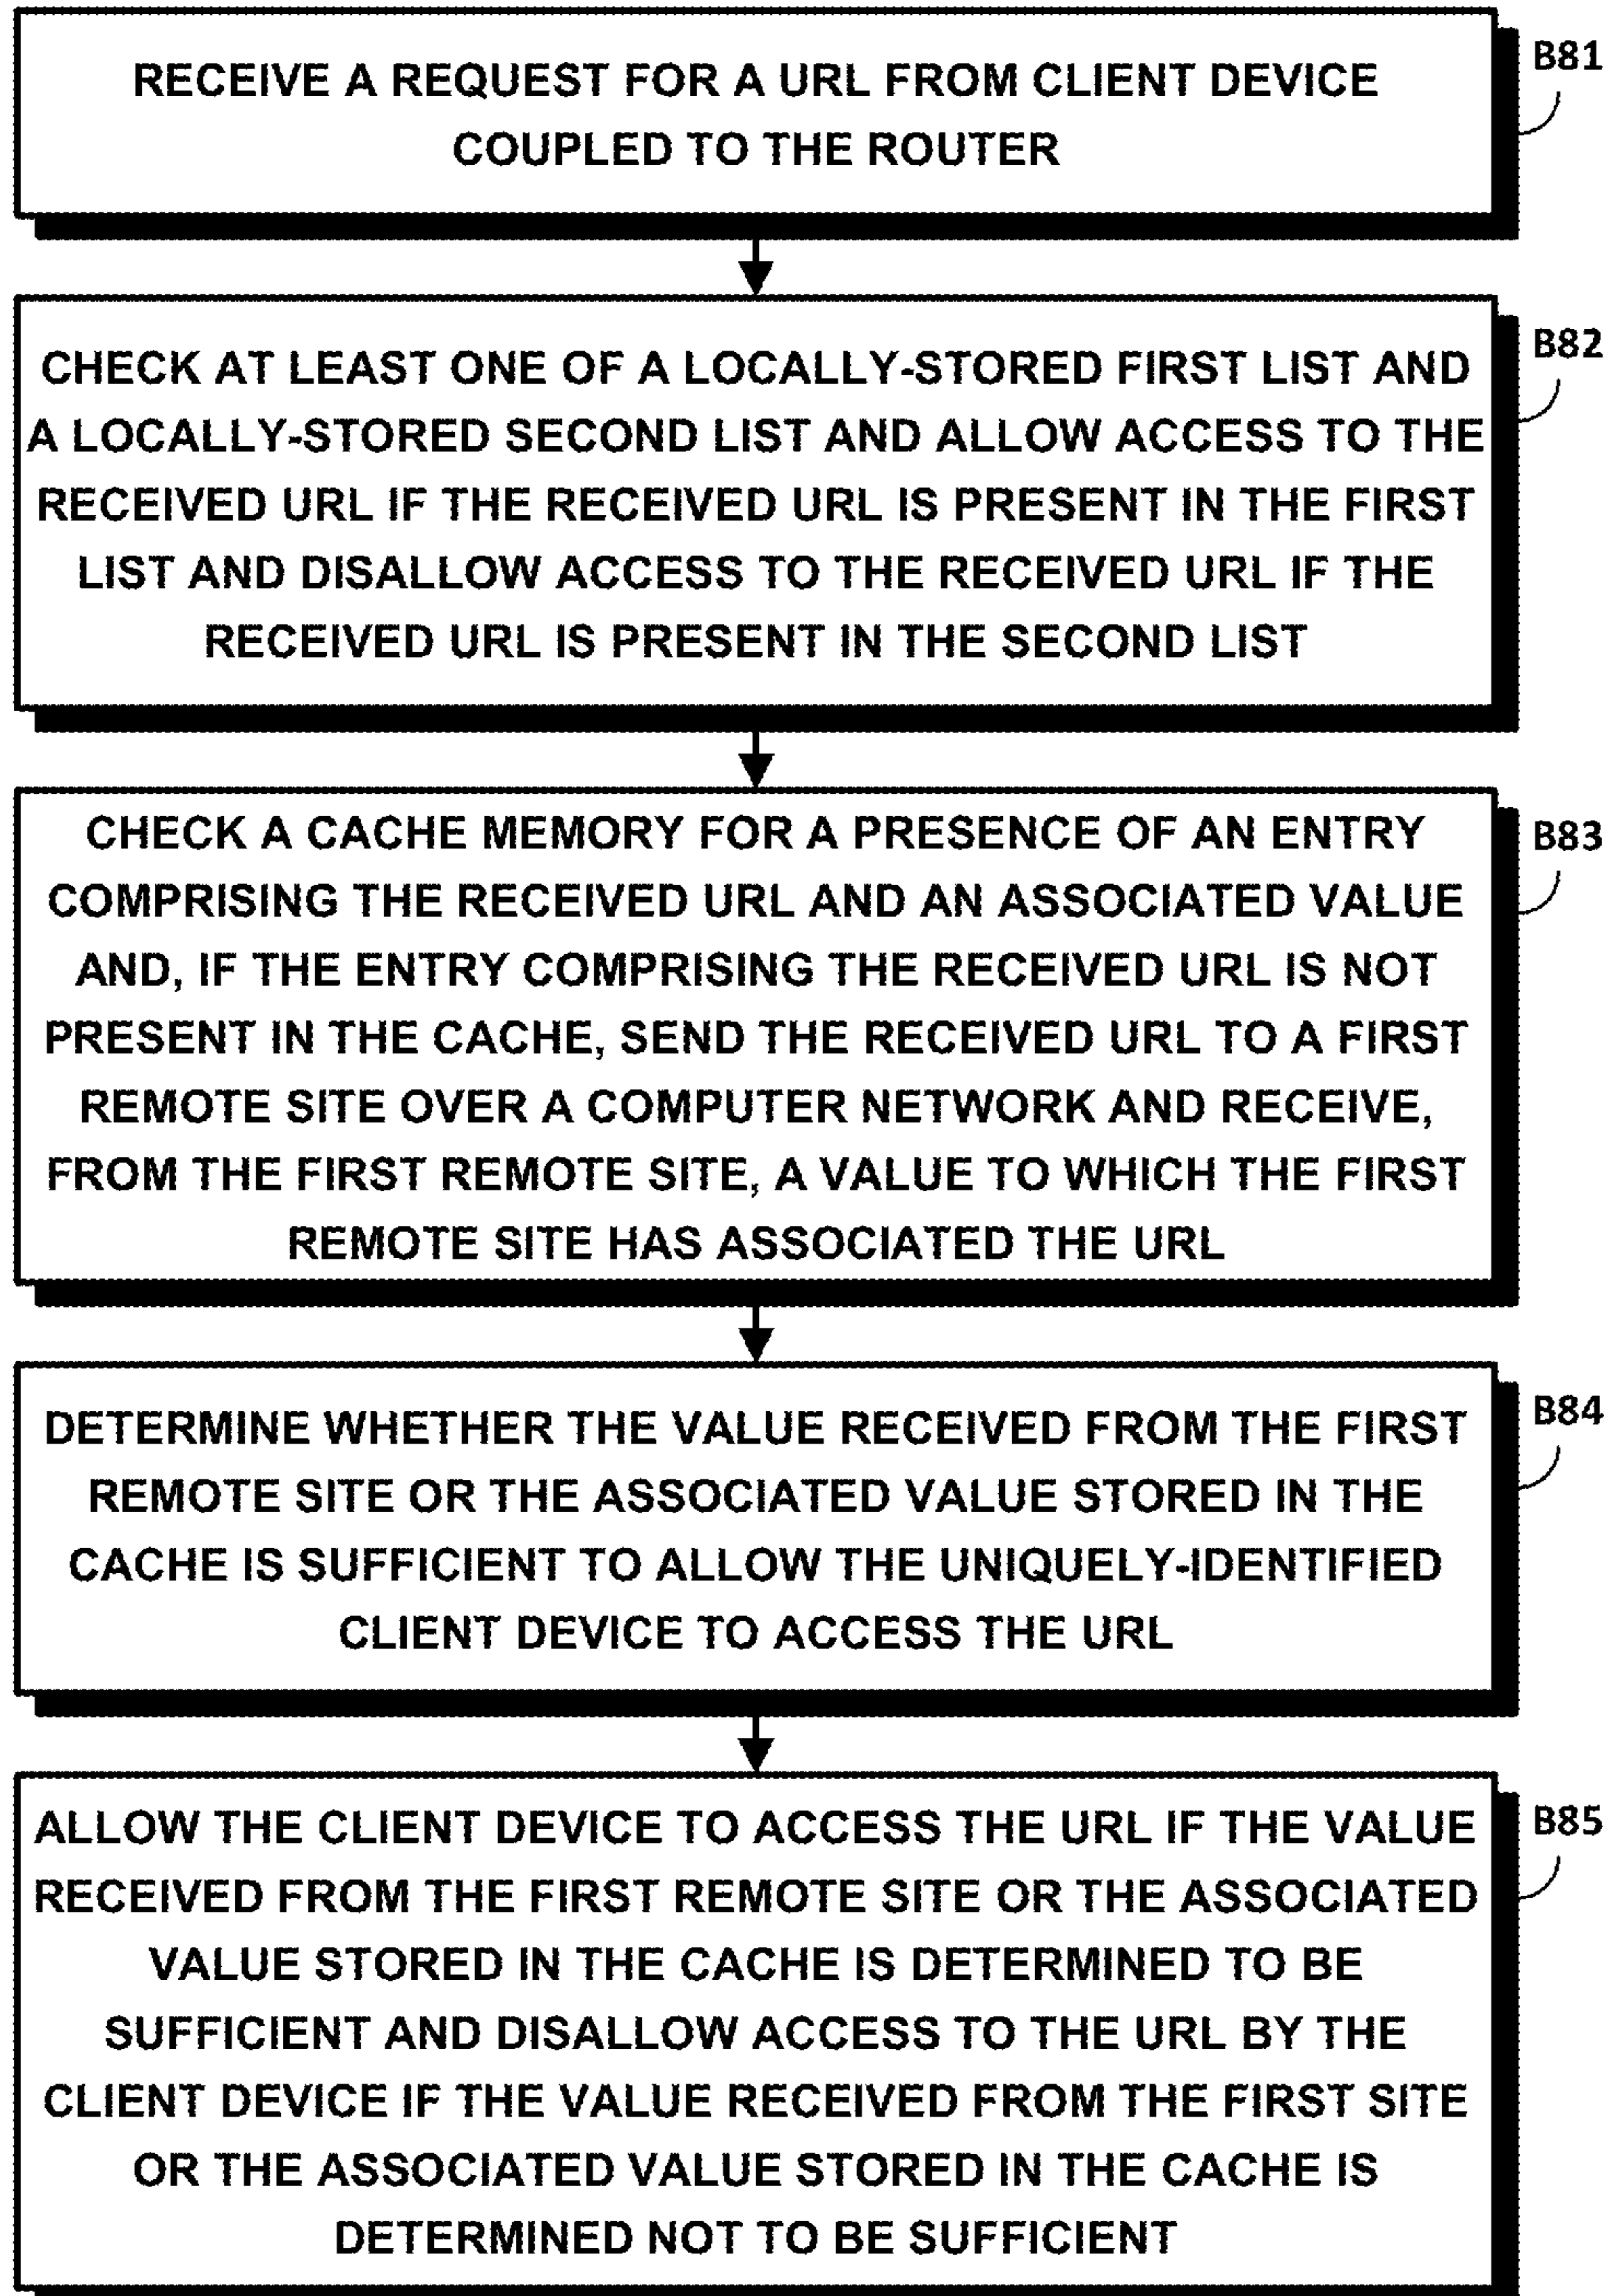 RECEIVE A REQUEST FOR A URL FROM CLIENT DEVICE
COUPLED TO THE ROUTER
B81
CHECK AT LEAST ONE OF A LOCALLY-STORED FIRST LIST AND
A LOCALLY-STORED SECOND LIST AND ALLOW ACCESS TO THE
RECEIVED URL IF THE RECEIVED URL IS PRESENT IN THE FIRST
LIST AND DISALLOW ACCESS TO THE RECEIVED URL IF THE
RECEIVED URL IS PRESENT IN THE SECOND LIST
B82
CHECK A CACHE MEMORY FOR A PRESENCE OF AN ENTRY
COMPRISING THE RECEIVED URL AND AN ASSOCIATED VALUE
AND, IF THE ENTRY COMPRISING THE RECEIVED URL IS NOT
PRESENT IN THE CACHE, SEND THE RECEIVED URL TO A FIRST
REMOTE SITE OVER A COMPUTER NETWORK AND RECEIVE,
FROM THE FIRST REMOTE SITE, A VALUE TO WHICH THE FIRST
REMOTE SITE HAS ASSOCIATED THE URL
B83
DETERMINE WHETHER THE VALUE RECEIVED FROM THE FIRST
REMOTE SITE OR THE ASSOCIATED VALUE STORED IN THE
CACHE IS SUFFICIENT TO ALLOW THE UNIQUELY-IDENTIFIED
CLIENT DEVICE TO ACCESS THE URL
B84
ALLOW THE CLIENT DEVICE TO ACCESS THE URL IF THE VALUE
RECEIVED FROM THE FIRST REMOTE SITE OR THE ASSOCIATED
VALUE STORED IN THE CACHE IS DETERMINED TO BE
SUFFICIENT AND DISALLOW ACCESS TO THE URL BY THE
CLIENT DEVICE IF THE VALUE RECEIVED FROM THE FIRST SITE
OR THE ASSOCIATED VALUE STORED IN THE CACHE IS
DETERMINED NOT TO BE SUFFICIENT
B85